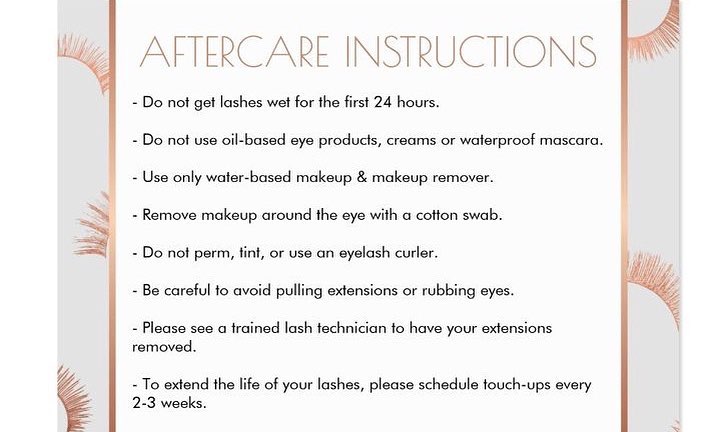 AFTERCARE INSTRUCTIONS
- Do not get lashes wet for the first 24 hours.
- Do not use oil-based eye products, creams or waterproof mascara.
- Use only water-based makeup & makeup remover.
- Remove makeup around the eye with a cotton swab.
- Do not perm, tint, or use an eyelash curler.
- Be careful to avoid pulling extensions or rubbing eyes.
- Please see a trained lash technician to have your extensions
removed.
- To extend the life of your lashes, please schedule touch-ups every
2-3 weeks.